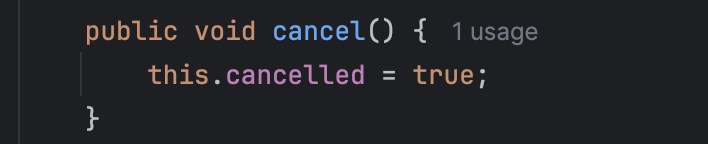 public void cancel() { 1 usage
this.cancelled = true;
}